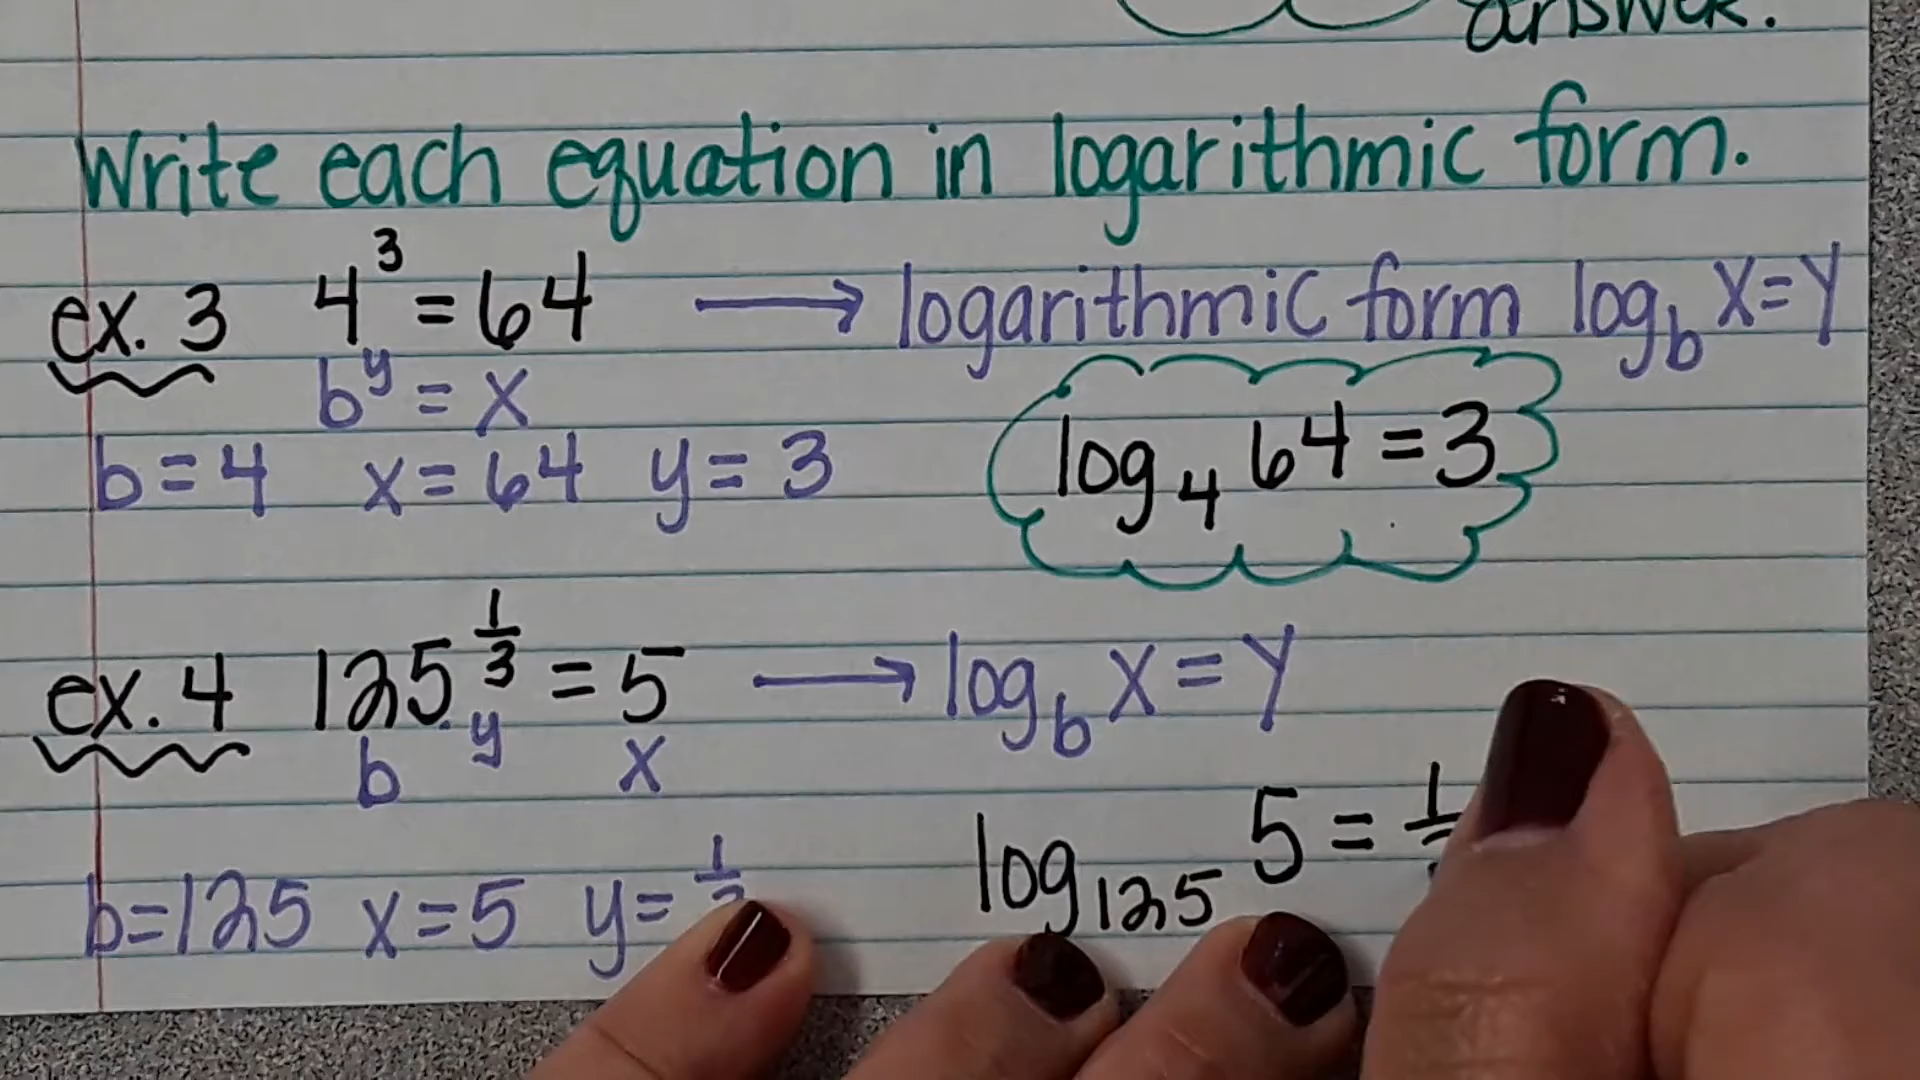 answer.
Write each equation in logarithmic form.
ex. 3 4³ = 64 → logarithmic form log_b X=Y
b^y = x
b=4 x=64 y=3
log₄ 64=3
ex. 4 125^(1/3) = 5 → log_b X=Y
b y x
b=125 x=5 y=
log₁₂₅ 5=